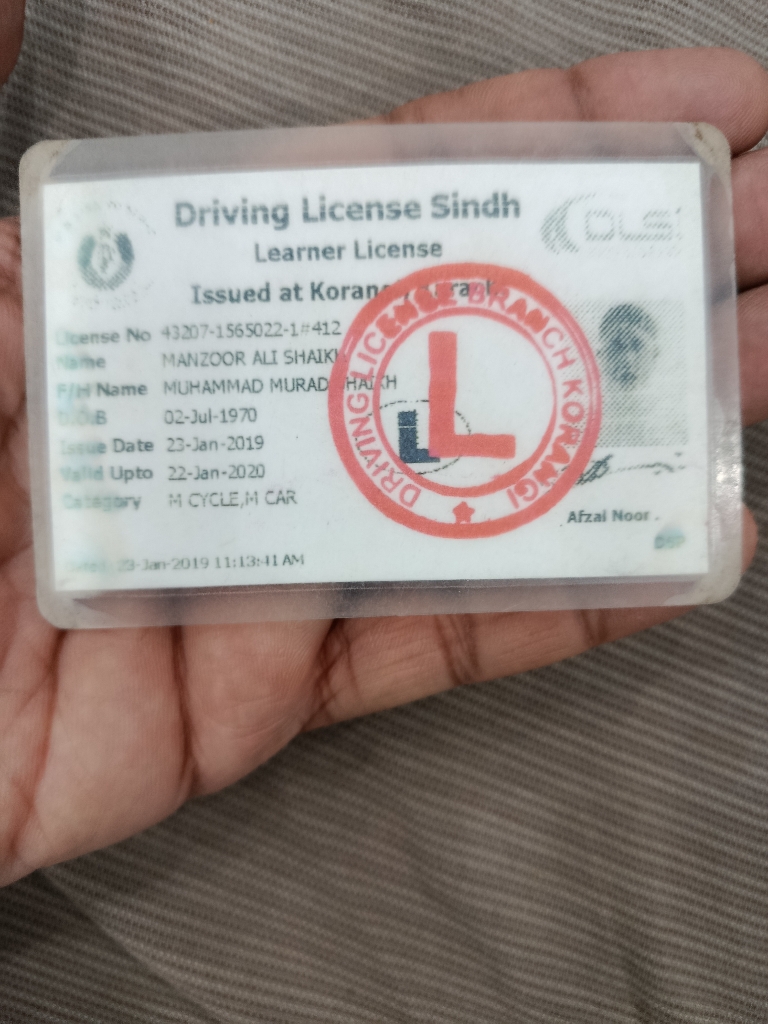 Driving License Sindh
DLS
Learner License
Issued at Korangi
License No 43207-1565022-1#412
Name MANZOOR ALI SHAIKH
F/H Name MUHAMMAD MURAD SHAIKH
D.O.B 02-Jul-1970
Issue Date 23-Jan-2019
Valid Upto 22-Jan-2020
Category M CYCLE,M CAR
DRIVING LICENSE BRANCH KORANGI
L
L
Afzal Noor .
23-Jan-2019 11:13:41 AM